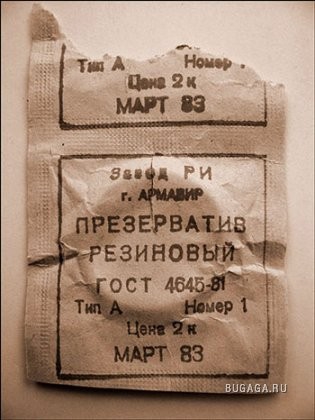 Тип А Номер 1
Цена 2 к
МАРТ 83
Завод РИ
г. АРМАВИР
ПРЕЗЕРВАТИВ
РЕЗИНОВЫЙ
ГОСТ 4645-81
Тип А Номер 1
Цена 2 к
МАРТ 83
BUGAGA.RU